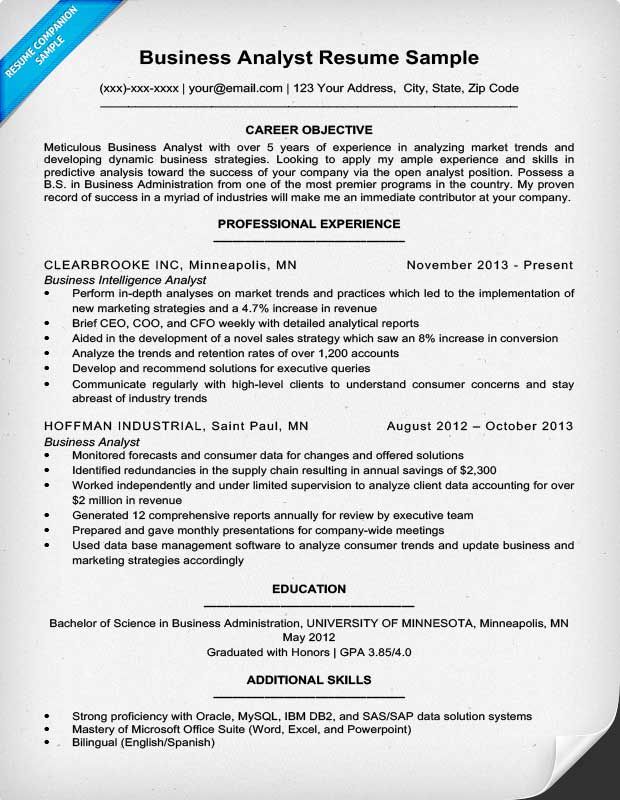 RESUME COMPANION
SAMPLE
Business Analyst Resume Sample
(xxx)-xxx-xxxx | your@email.com | 123 Your Address, City, State, Zip Code
CAREER OBJECTIVE
Meticulous Business Analyst with over 5 years of experience in analyzing market trends and
developing dynamic business strategies. Looking to apply my ample experience and skills in
predictive analysis toward the success of your company via the open analyst position. Possess a
B.S. in Business Administration from one of the most premier programs in the country. My proven
record of success in a myriad of industries will make me an immediate contributor at your company.
PROFESSIONAL EXPERIENCE
CLEARBROOKE INC, Minneapolis, MN November 2013 - Present
Business Intelligence Analyst
• Perform in-depth analyses on market trends and practices which led to the implementation of
new marketing strategies and a 4.7% increase in revenue
• Brief CEO, COO, and CFO weekly with detailed analytical reports
• Aided in the development of a novel sales strategy which saw an 8% increase in conversion
• Analyze the trends and retention rates of over 1,200 accounts
• Develop and recommend solutions for executive queries
• Communicate regularly with high-level clients to understand consumer concerns and stay
abreast of industry trends
HOFFMAN INDUSTRIAL, Saint Paul, MN August 2012 – October 2013
Business Analyst
• Monitored forecasts and consumer data for changes and offered solutions
• Identified redundancies in the supply chain resulting in annual savings of $2,300
• Worked independently and under limited supervision to analyze client data accounting for over
$2 million in revenue
• Generated 12 comprehensive reports annually for review by executive team
• Prepared and gave monthly presentations for company-wide meetings
• Used data base management software to analyze consumer trends and update business and
marketing strategies accordingly
EDUCATION
Bachelor of Science in Business Administration, UNIVERSITY OF MINNESOTA, Minneapolis, MN
May 2012
Graduated with Honors | GPA 3.85/4.0
ADDITIONAL SKILLS
• Strong proficiency with Oracle, MySQL, IBM DB2, and SAS/SAP data solution systems
• Mastery of Microsoft Office Suite (Word, Excel, and Powerpoint)
• Bilingual (English/Spanish)